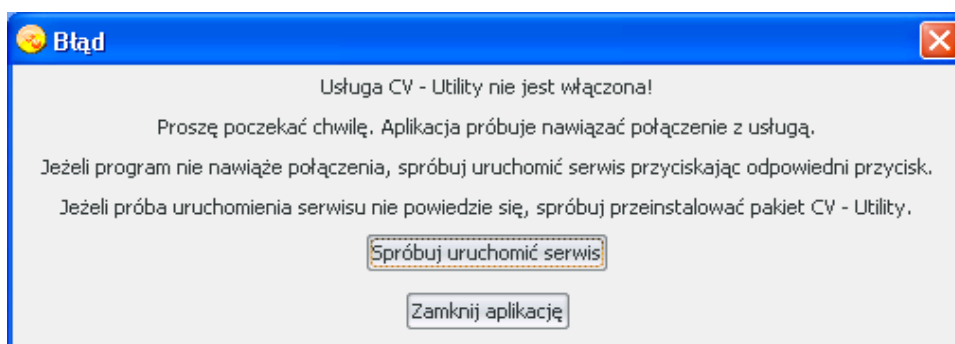 Błąd
Usługa CV - Utility nie jest włączona!
Proszę poczekać chwilę. Aplikacja próbuje nawiązać połączenie z usługą.
Jeżeli program nie nawiąże połączenia, spróbuj uruchomić serwis przyciskając odpowiedni przycisk.
Jeżeli próba uruchomienia serwisu nie powiedzie się, spróbuj przeinstalować pakiet CV - Utility.
Spróbuj uruchomić serwis
Zamknij aplikację